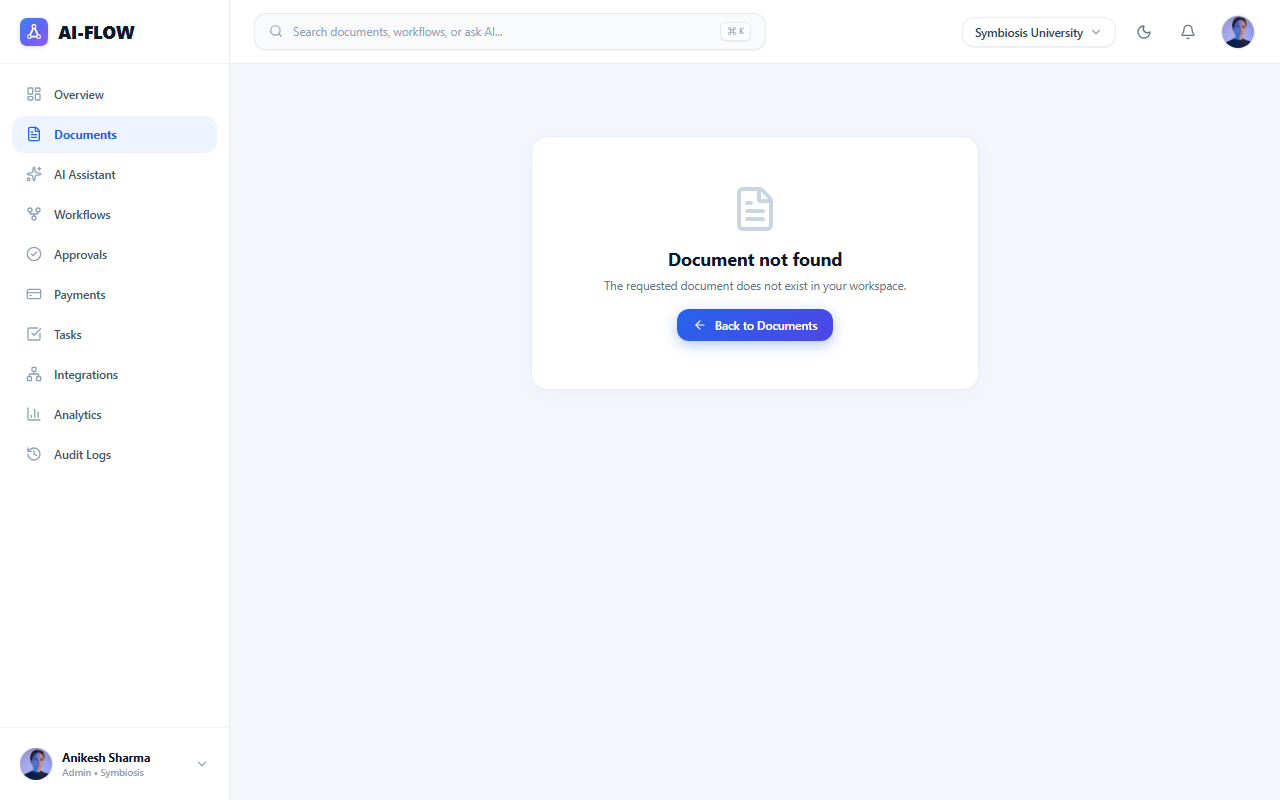 AI-FLOW
Search documents, workflows, or ask AI...
⌘ K
Symbiosis University
Overview
Documents
AI Assistant
Workflows
Approvals
Payments
Tasks
Integrations
Analytics
Audit Logs
Document not found
The requested document does not exist in your workspace.
Back to Documents
Anikesh Sharma
Admin • Symbiosis